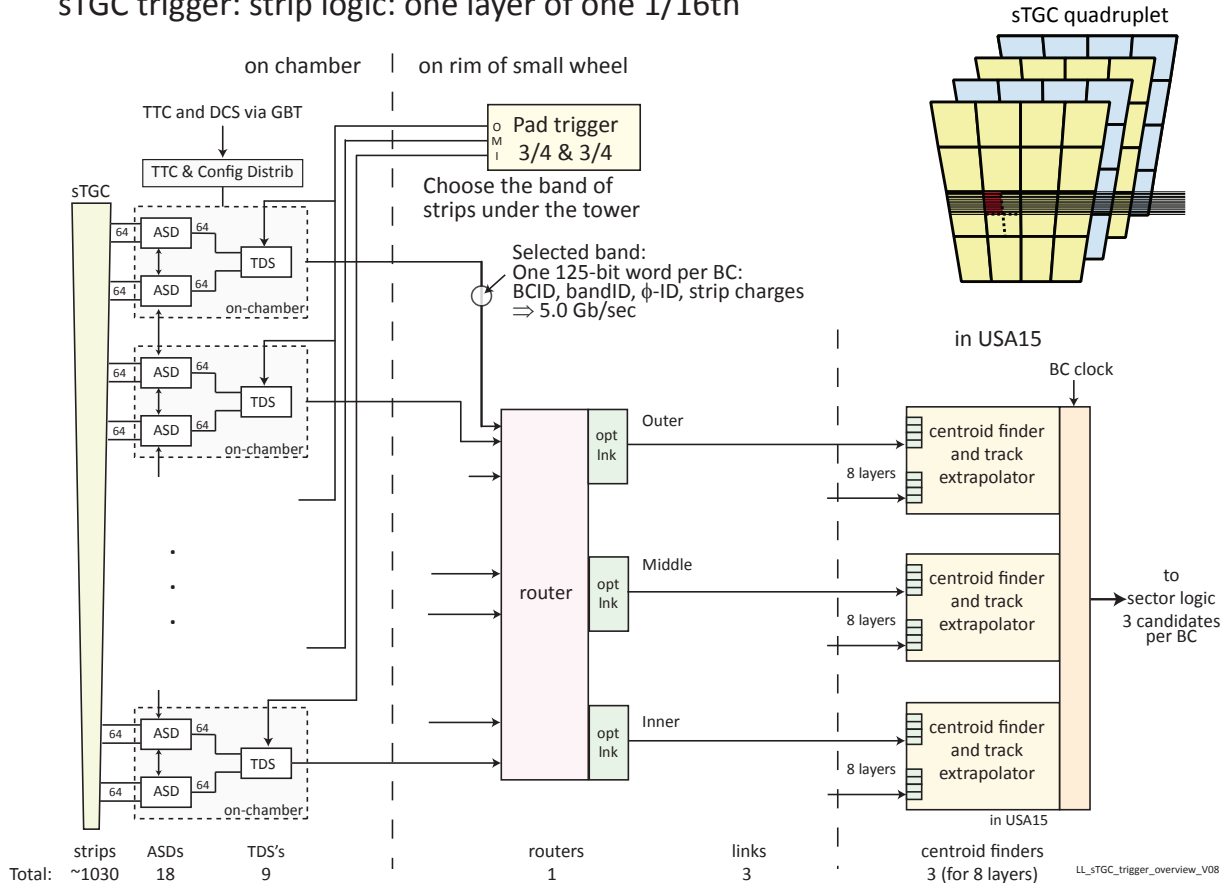 sTGC trigger: strip logic: one layer of one 1/16th
sTGC quadruplet
on chamber
on rim of small wheel
TTC and DCS via GBT
TTC & Config Distrib
O
M
I
Pad trigger
3/4 & 3/4
Choose the band of
strips under the tower
sTGC
64
ASD
64
TDS
64
ASD
64
on-chamber
Selected band:
One 125-bit word per BC:
BCID, bandID, ϕ-ID, strip charges
⇒ 5.0 Gb/sec
64
ASD
64
TDS
64
ASD
64
on-chamber
in USA15
BC clock
router
opt
lnk
Outer
8 layers
centroid finder
and track
extrapolator
opt
lnk
Middle
8 layers
centroid finder
and track
extrapolator
to
sector logic
3 candidates
per BC
64
ASD
64
TDS
64
ASD
64
on-chamber
opt
lnk
Inner
8 layers
centroid finder
and track
extrapolator
in USA15
strips ASDs TDS's routers links centroid finders
Total: ~1030 18 9 1 3 3 (for 8 layers)
LL_sTGC_trigger_overview_V08